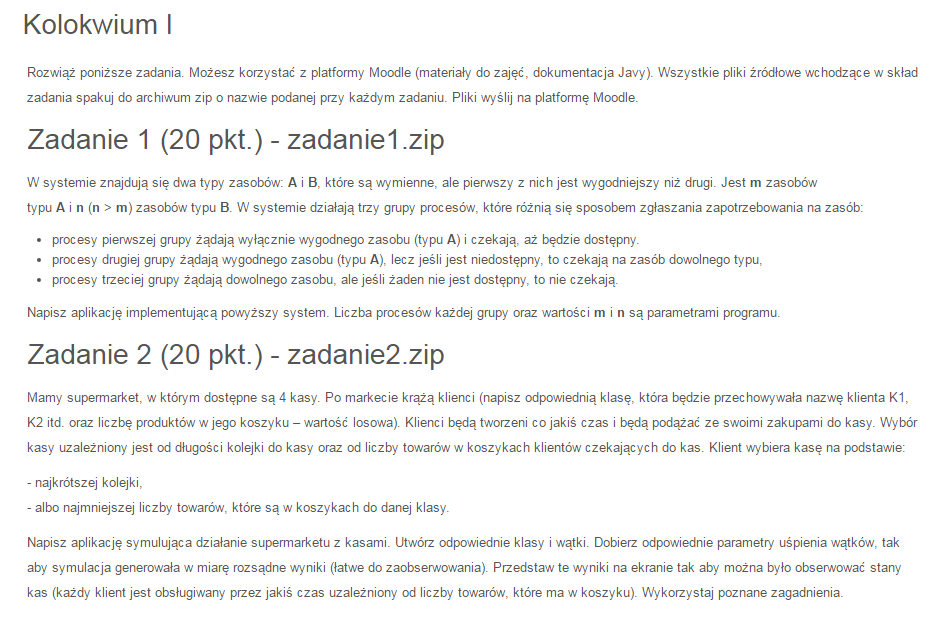 Kolokwium I
Rozwiąż poniższe zadania. Możesz korzystać z platformy Moodle (materiały do zajęć, dokumentacja Javy). Wszystkie pliki źródłowe wchodzące w skład
zadania spakuj do archiwum zip o nazwie podanej przy każdym zadaniu. Pliki wyślij na platformę Moodle.
Zadanie 1 (20 pkt.) - zadanie1.zip
W systemie znajdują się dwa typy zasobów: A i B, które są wymienne, ale pierwszy z nich jest wygodniejszy niż drugi. Jest m zasobów
typu A i n (n > m) zasobów typu B. W systemie działają trzy grupy procesów, które różnią się sposobem zgłaszania zapotrzebowania na zasób:
• procesy pierwszej grupy żądają wyłącznie wygodnego zasobu (typu A) i czekają, aż będzie dostępny.
• procesy drugiej grupy żądają wygodnego zasobu (typu A), lecz jeśli jest niedostępny, to czekają na zasób dowolnego typu,
• procesy trzeciej grupy żądają dowolnego zasobu, ale jeśli żaden nie jest dostępny, to nie czekają.
Napisz aplikację implementującą powyższy system. Liczba procesów każdej grupy oraz wartości m i n są parametrami programu.
Zadanie 2 (20 pkt.) - zadanie2.zip
Mamy supermarket, w którym dostępne są 4 kasy. Po markecie krążą klienci (napisz odpowiednią klasę, która będzie przechowywała nazwę klienta K1,
K2 itd. oraz liczbę produktów w jego koszyku – wartość losowa). Klienci będą tworzeni co jakiś czas i będą podążać ze swoimi zakupami do kasy. Wybór
kasy uzależniony jest od długości kolejki do kasy oraz od liczby towarów w koszykach klientów czekających do kas. Klient wybiera kasę na podstawie:
- najkrótszej kolejki,
- albo najmniejszej liczby towarów, które są w koszykach do danej klasy.
Napisz aplikację symulująca działanie supermarketu z kasami. Utwórz odpowiednie klasy i wątki. Dobierz odpowiednie parametry uśpienia wątków, tak
aby symulacja generowała w miarę rozsądne wyniki (łatwe do zaobserwowania). Przedstaw te wyniki na ekranie tak aby można było obserwować stany
kas (każdy klient jest obsługiwany przez jakiś czas uzależniony od liczby towarów, które ma w koszyku). Wykorzystaj poznane zagadnienia.